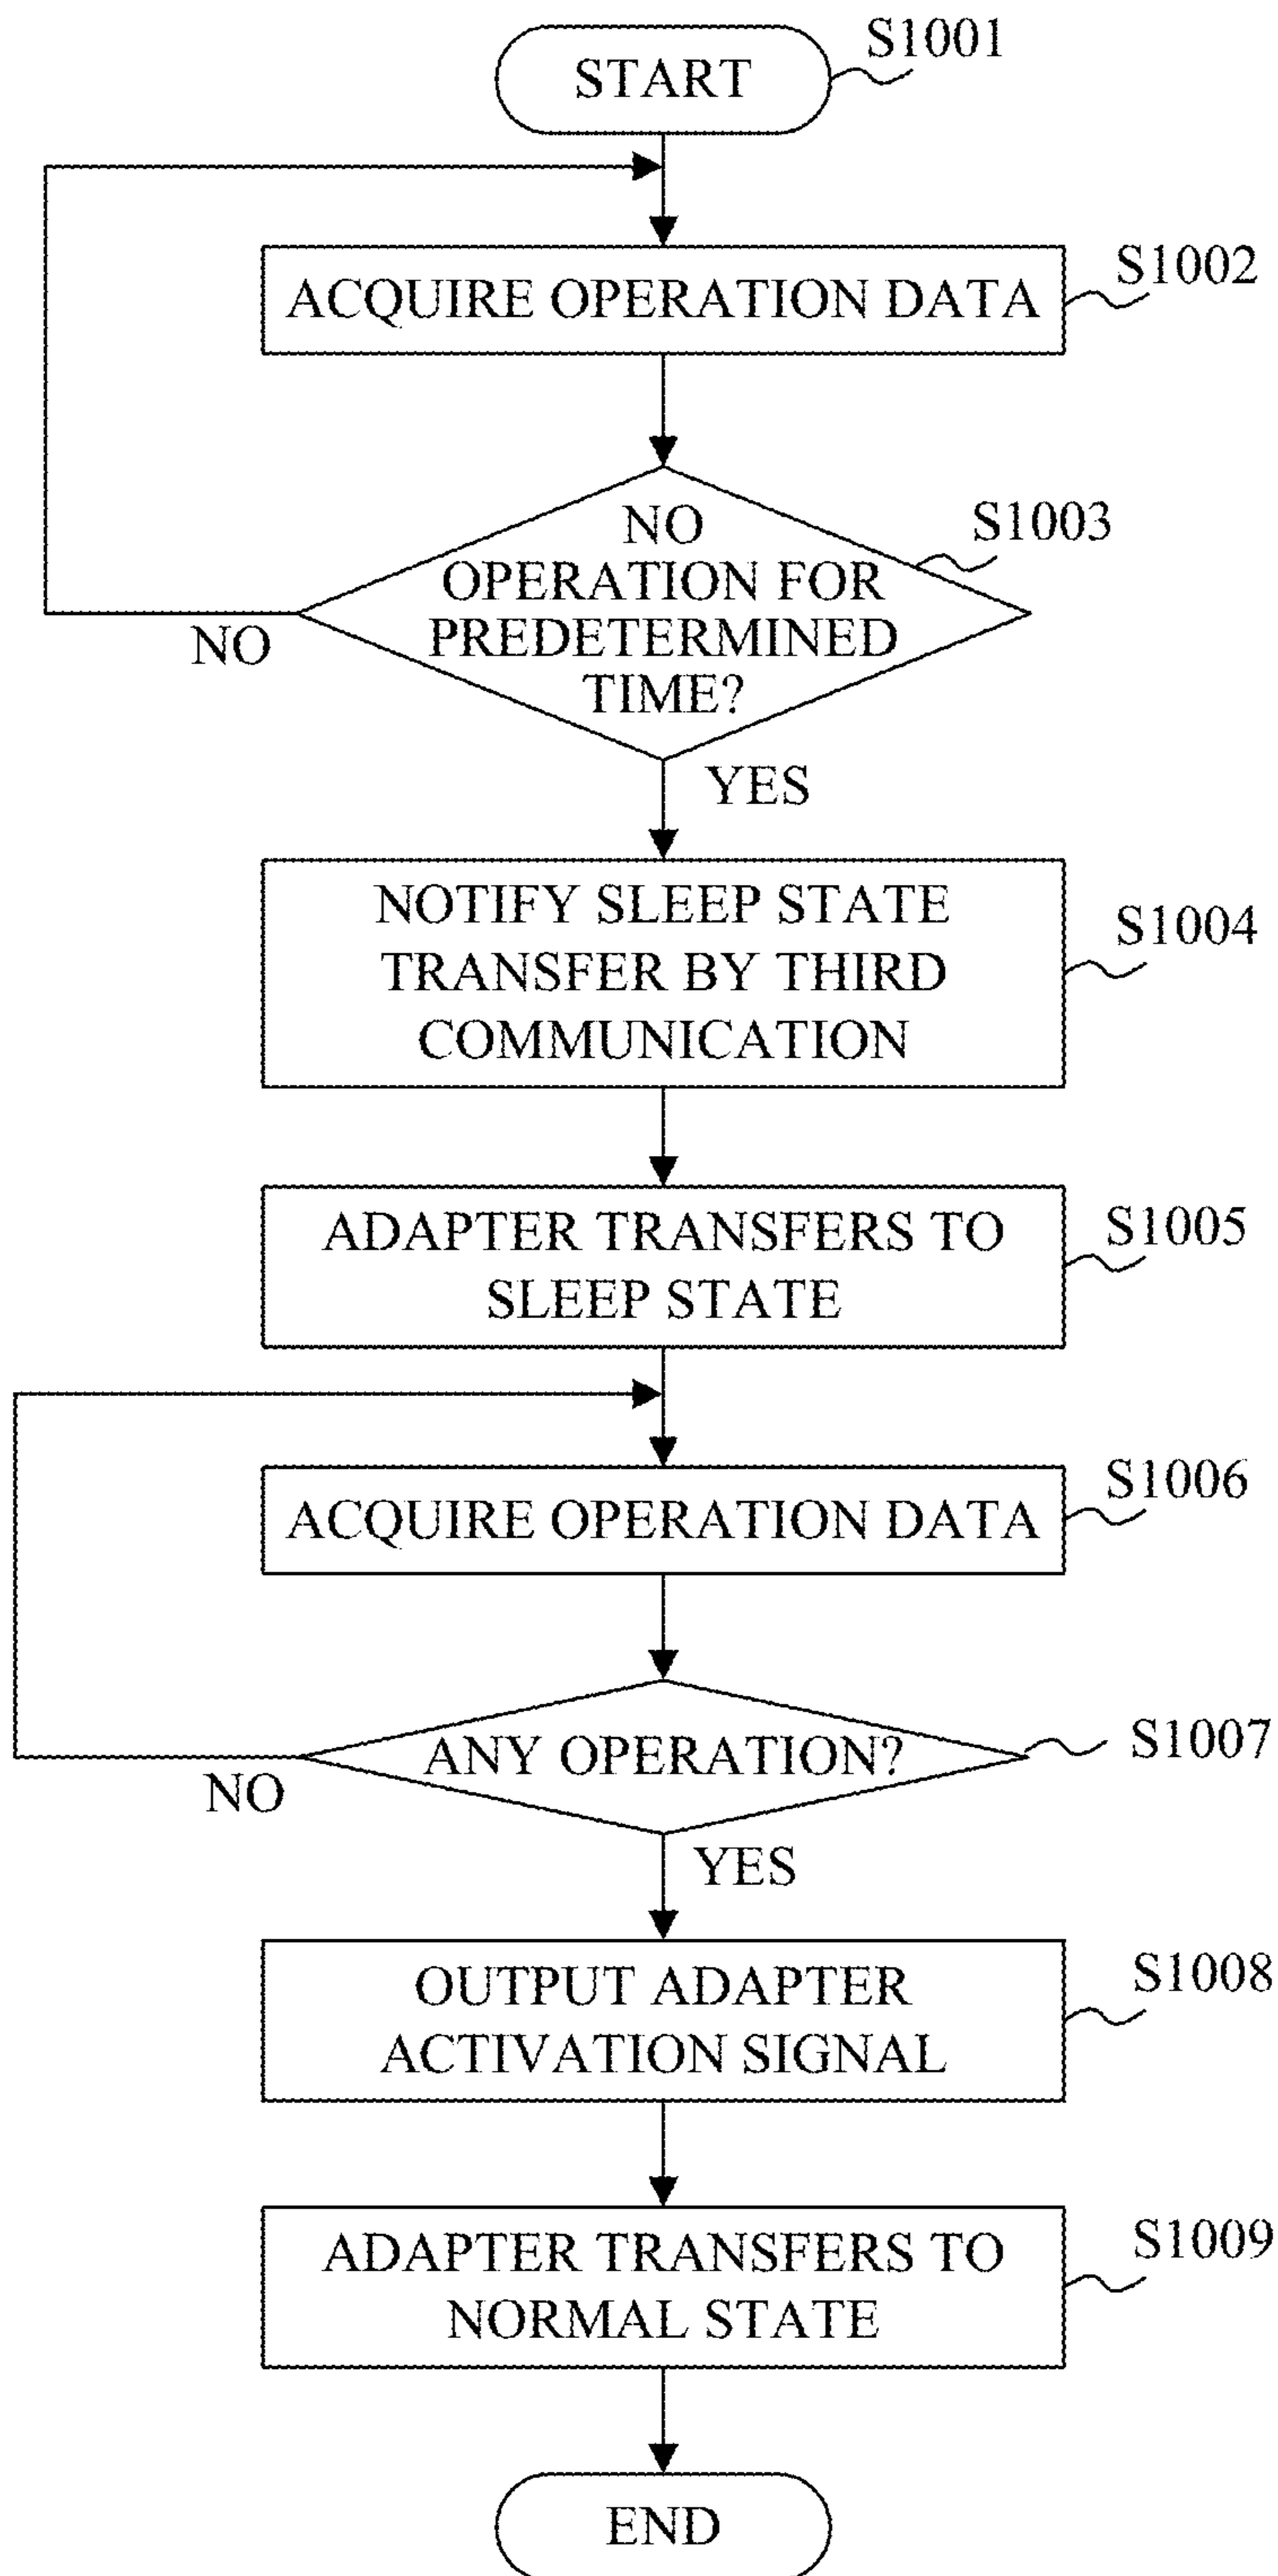 START
S1001
ACQUIRE OPERATION DATA
S1002
NO
OPERATION FOR
PREDETERMINED
TIME?
S1003
NO
YES
NOTIFY SLEEP STATE
TRANSFER BY THIRD
COMMUNICATION
S1004
ADAPTER TRANSFERS TO
SLEEP STATE
S1005
ACQUIRE OPERATION DATA
S1006
ANY OPERATION?
S1007
NO
YES
OUTPUT ADAPTER
ACTIVATION SIGNAL
S1008
ADAPTER TRANSFERS TO
NORMAL STATE
S1009
END